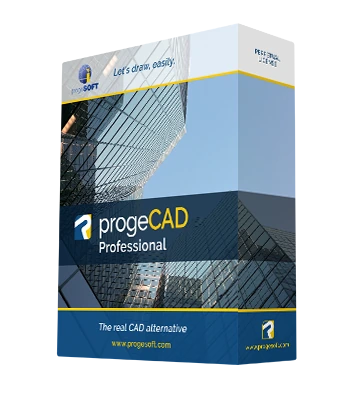 Let's draw, easily.
progeSOFT
PERPETUAL
LICENSE
progeCAD
Professional
The real CAD alternative
www.progesoft.com
www.progesoft.com